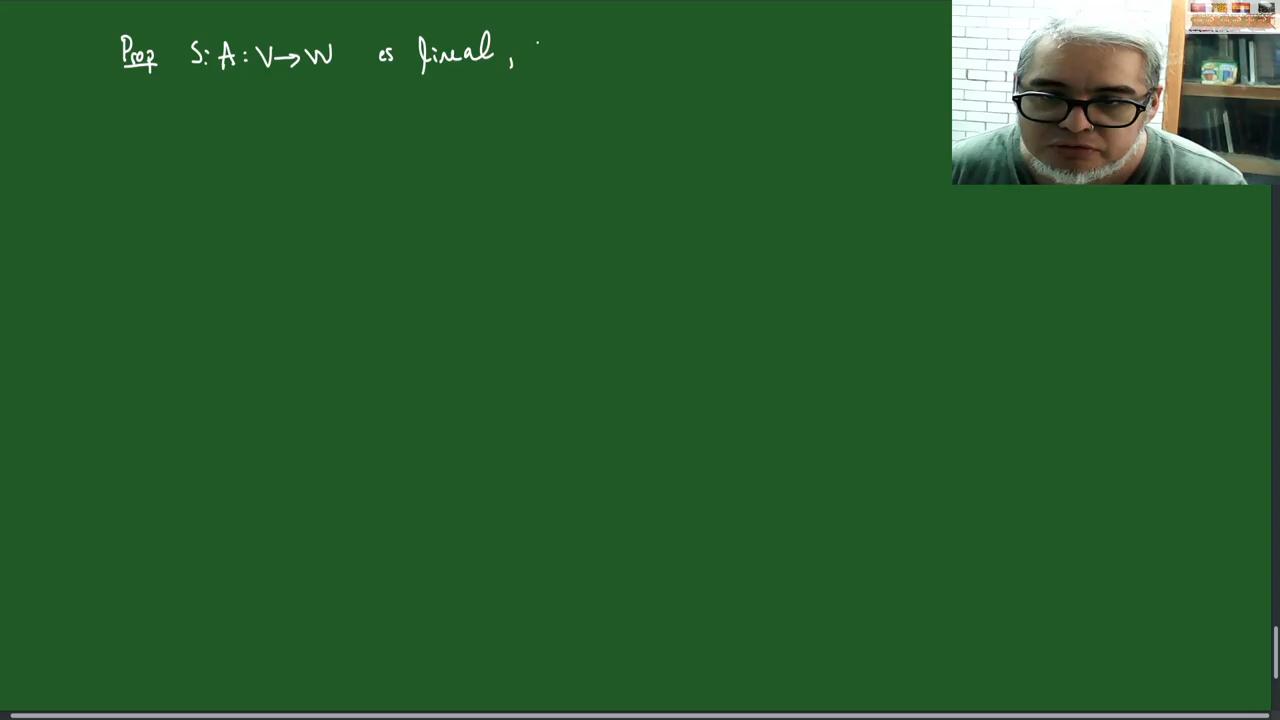 Prop Si A : V → W es lineal ,